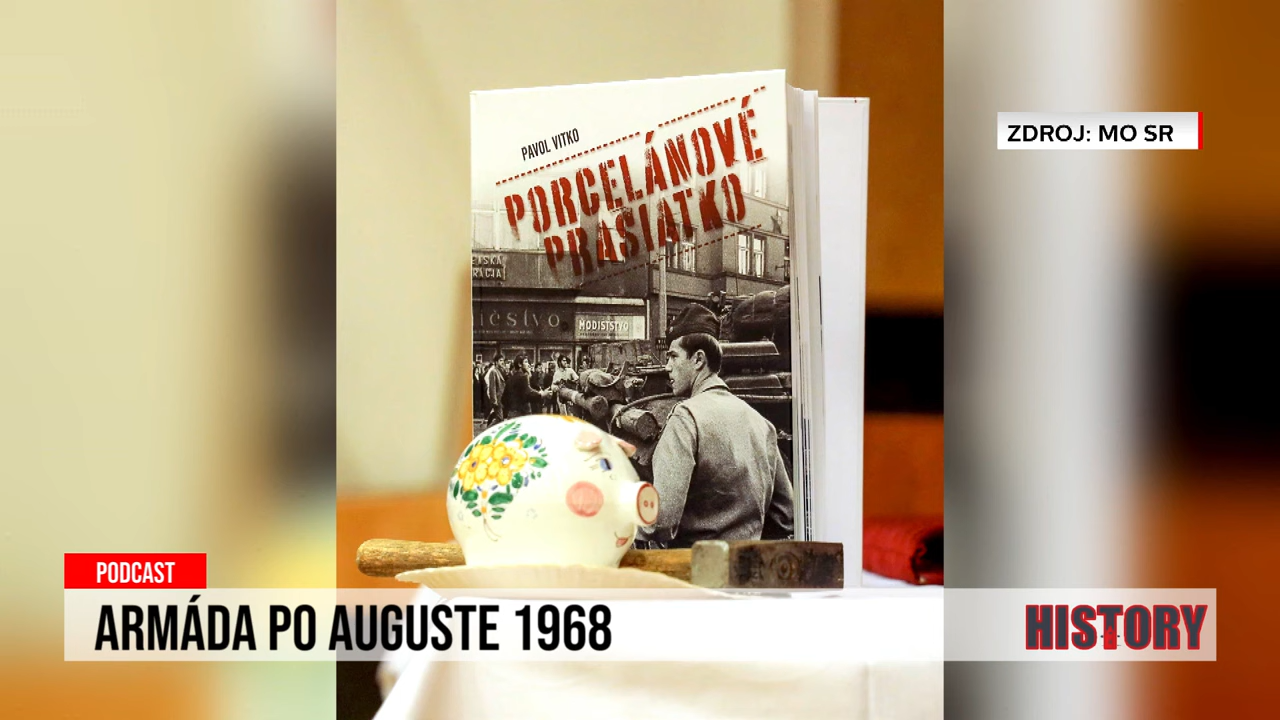 ZDROJ: MO SR
PAVOL VITKO
PORCELÁNOVÉ
PRASIATKO
MODISTSTVO
PODCAST
ARMÁDA PO AUGUSTE 1968
HISTORY